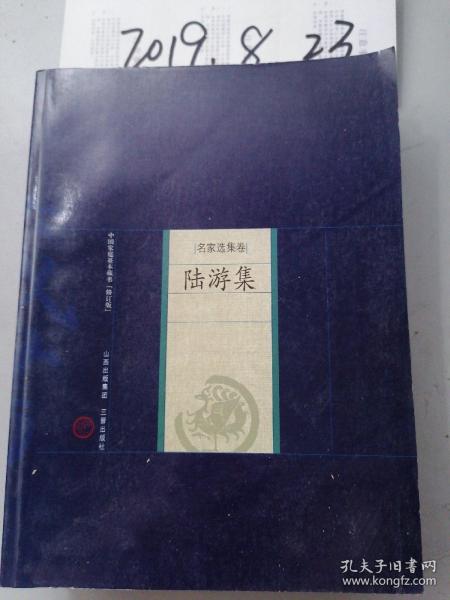 2019.8 23
名家选集卷
陆游集
中国家庭基本藏书「修订版」
山西出版集团 三晋出版社
孔夫子旧书网
www.kongfz.com